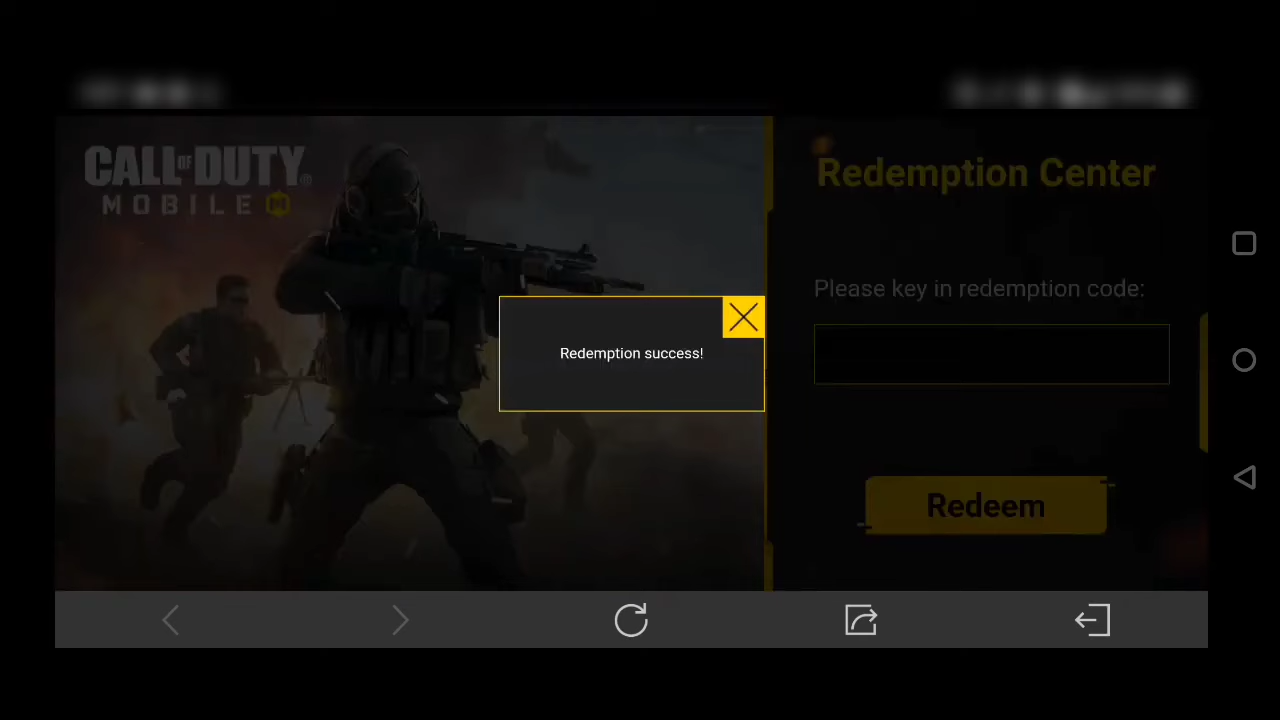 CALL OF DUTY®
MOBILE
Redemption Center
Please key in redemption code:
Redemption success!
Redeem